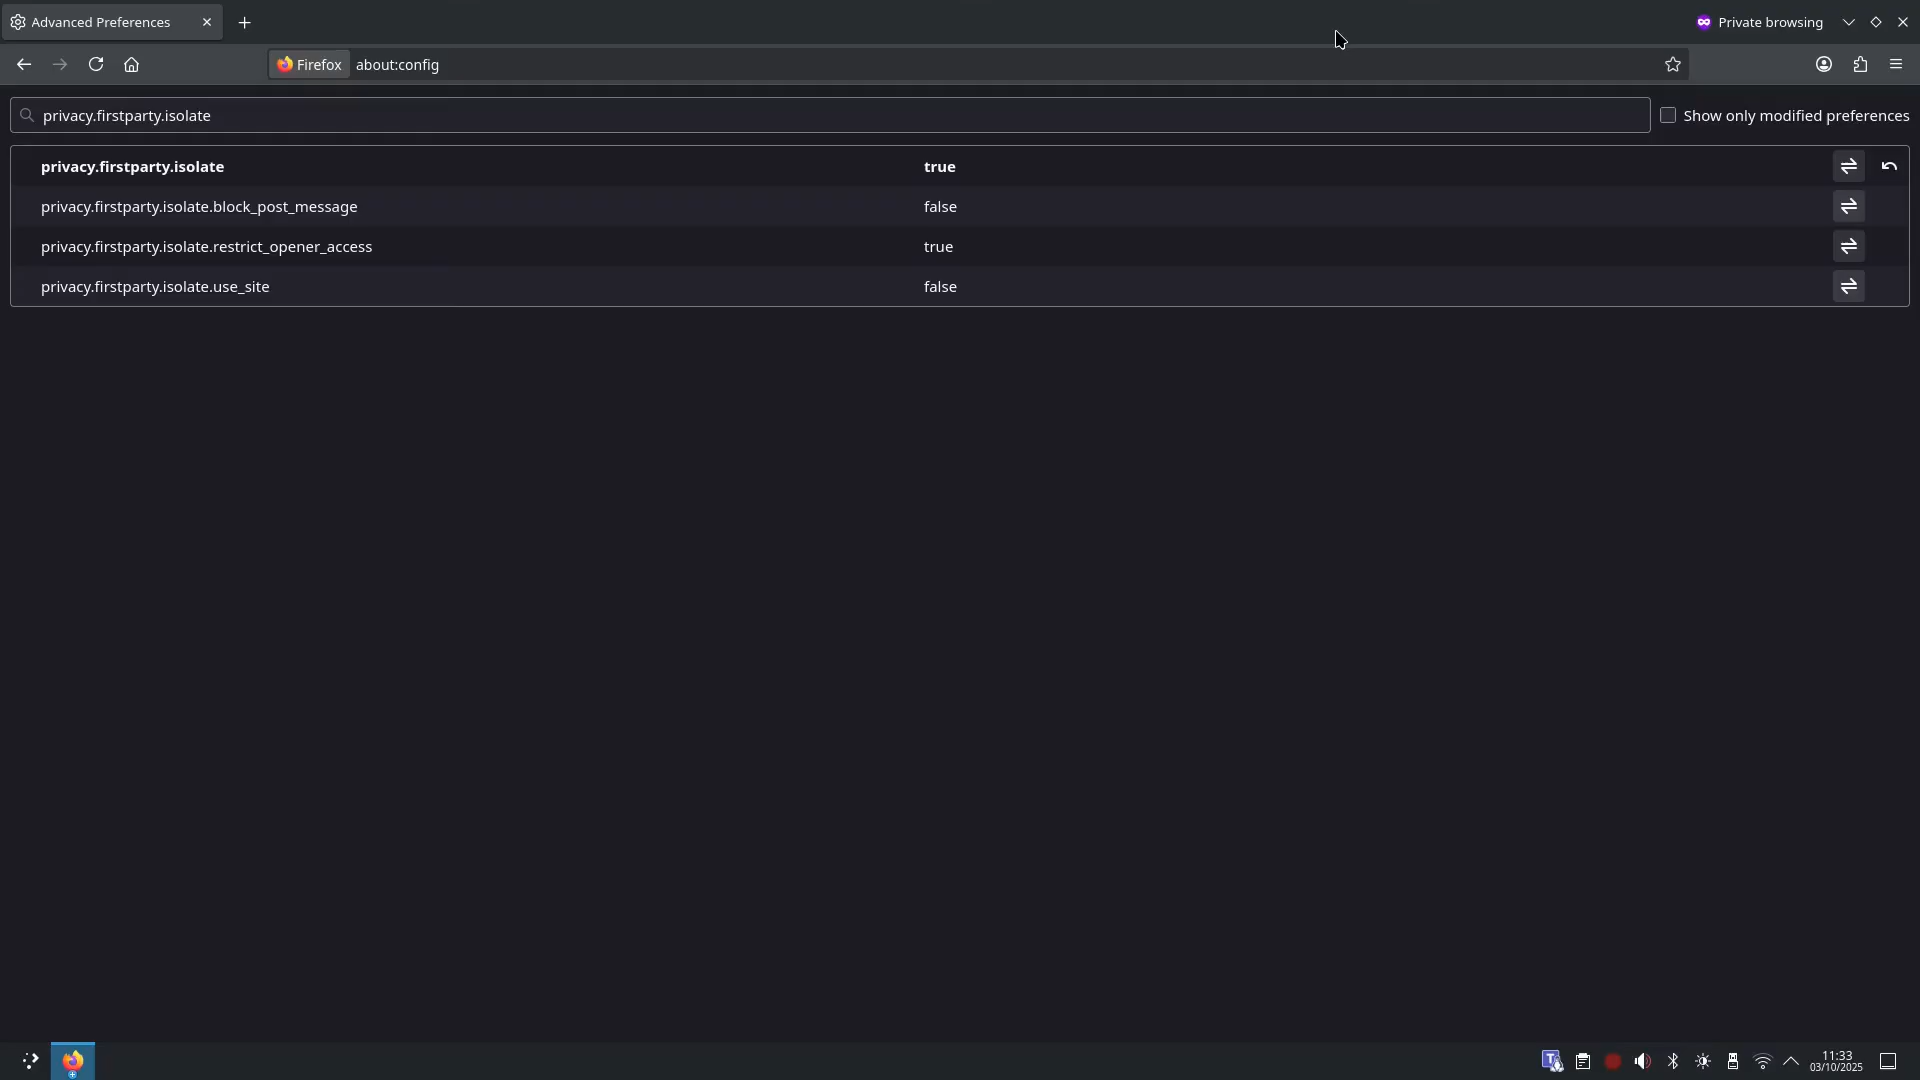 Advanced Preferences
Private browsing
Firefox about:config
privacy.firstparty.isolate
Show only modified preferences
privacy.firstparty.isolate true
privacy.firstparty.isolate.block_post_message false
privacy.firstparty.isolate.restrict_opener_access true
privacy.firstparty.isolate.use_site false
11:33
03/10/2025